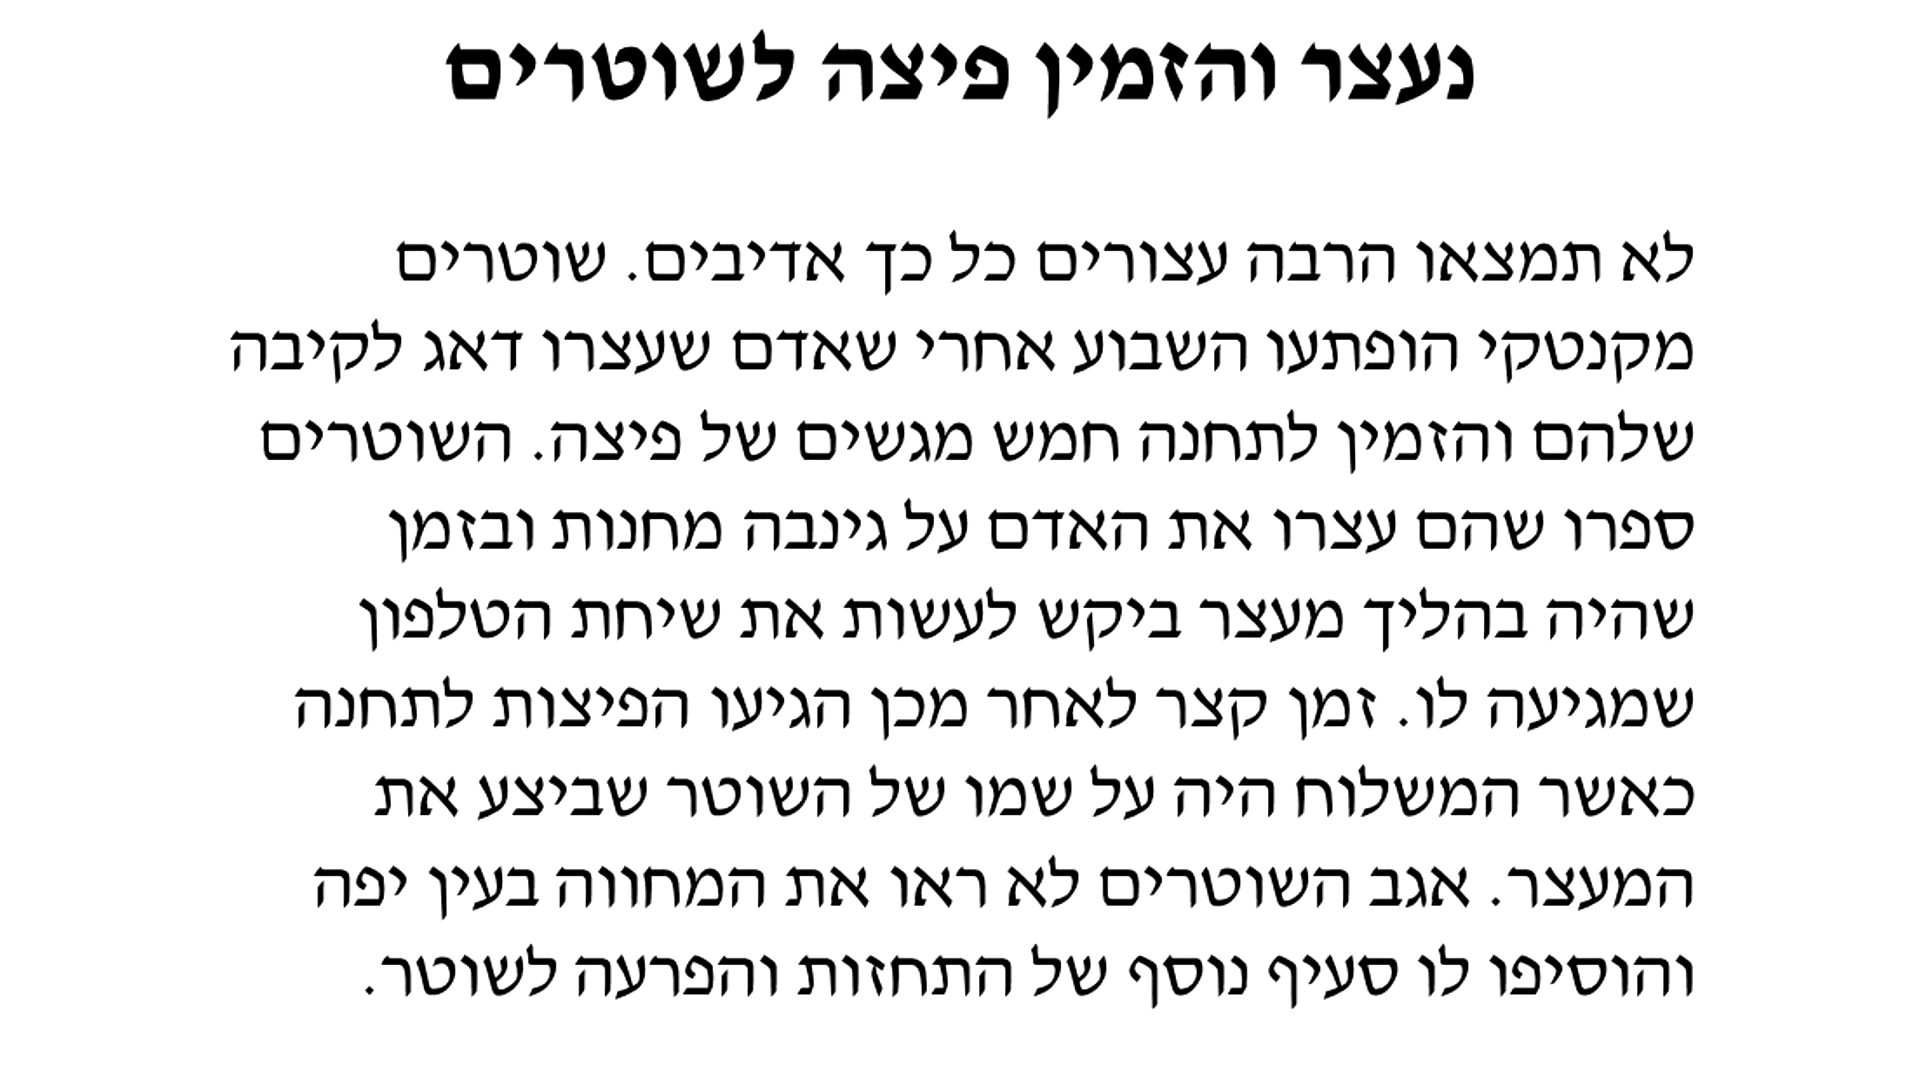 נעצר והזמין פיצה לשוטרים
לא תמצאו הרבה עצורים כל כך אדיבים. שוטרים
מקנטקי הופתעו השבוע אחרי שאדם שעצרו דאג לקיבה
שלהם והזמין לתחנה חמש מגשים של פיצה. השוטרים
ספרו שהם עצרו את האדם על גינבה מחנות ובזמן
שהיה בהליך מעצר ביקש לעשות את שיחת הטלפון
שמגיעה לו. זמן קצר לאחר מכן הגיעו הפיצות לתחנה
כאשר המשלוח היה על שמו של השוטר שביצע את
המעצר. אגב השוטרים לא ראו את המחווה בעין יפה
והוסיפו לו סעיף נוסף של התחזות והפרעה לשוטר.